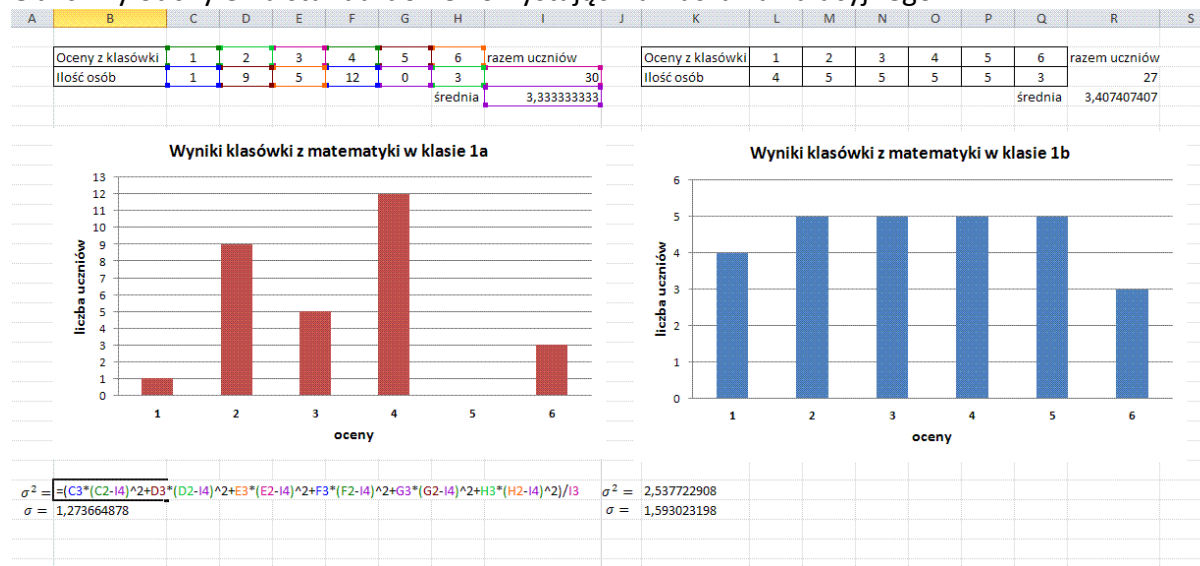 A B C D E F G H I J K L M N O P Q R S
Oceny z klasówki 1 2 3 4 5 6 razem uczniów
Ilość osób 1 9 5 12 0 3 30
średnia 3,333333333
Oceny z klasówki 1 2 3 4 5 6 razem uczniów
Ilość osób 4 5 5 5 5 3 27
średnia 3,407407407
Wyniki klasówki z matematyki w klasie 1a
liczba uczniów
13
12
11
10
9
8
7
6
5
4
3
2
1
0
1 2 3 4 5 6
oceny
Wyniki klasówki z matematyki w klasie 1b
liczba uczniów
6
5
4
3
2
1
0
1 2 3 4 5 6
oceny
σ² = =(C3*(C2-I4)^2+D3*(D2-I4)^2+E3*(E2-I4)^2+F3*(F2-I4)^2+G3*(G2-I4)^2+H3*(H2-I4)^2)/I3
σ = 1,273664878
σ² = 2,537722908
σ = 1,593023198